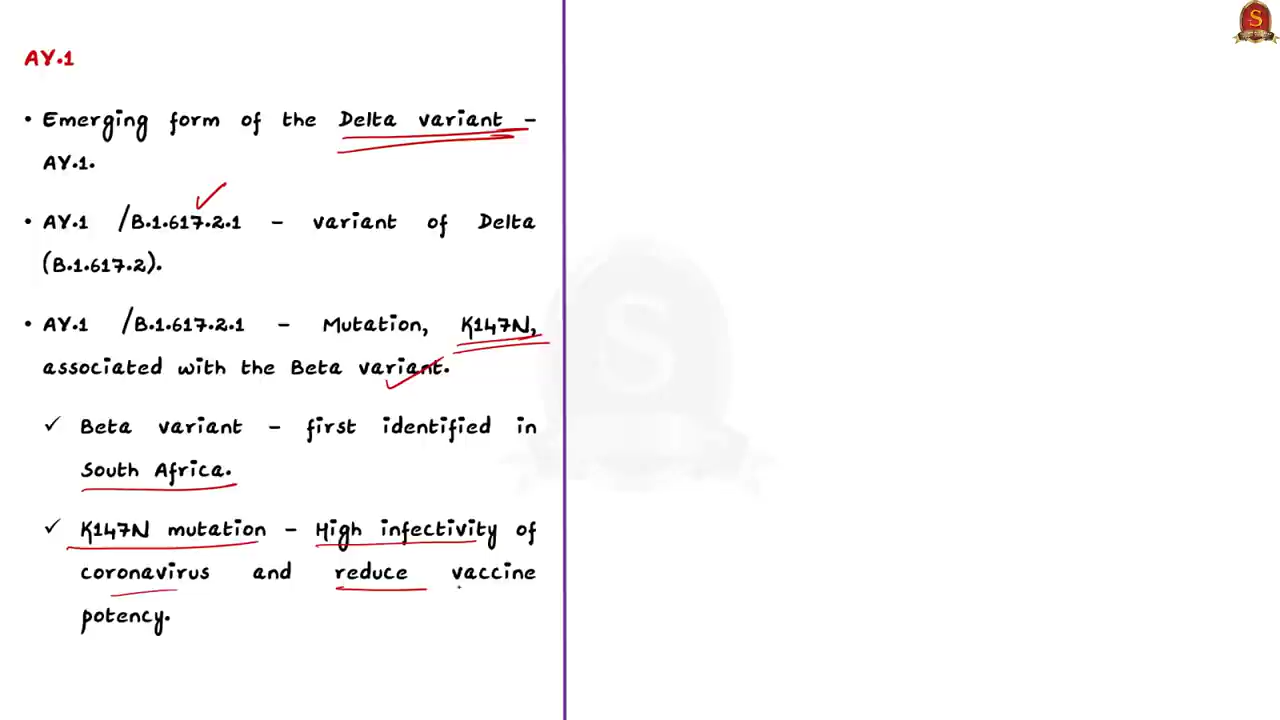 AY.1
• Emerging form of the Delta variant –
AY.1.
• AY.1 /B.1.617.2.1 – variant of Delta
(B.1.617.2).
• AY.1 /B.1.617.2.1 – Mutation, K147N,
associated with the Beta variant.
✓ Beta variant – first identified in
South Africa.
✓ K147N mutation – High infectivity of
coronavirus and reduce vaccine
potency.
S
S